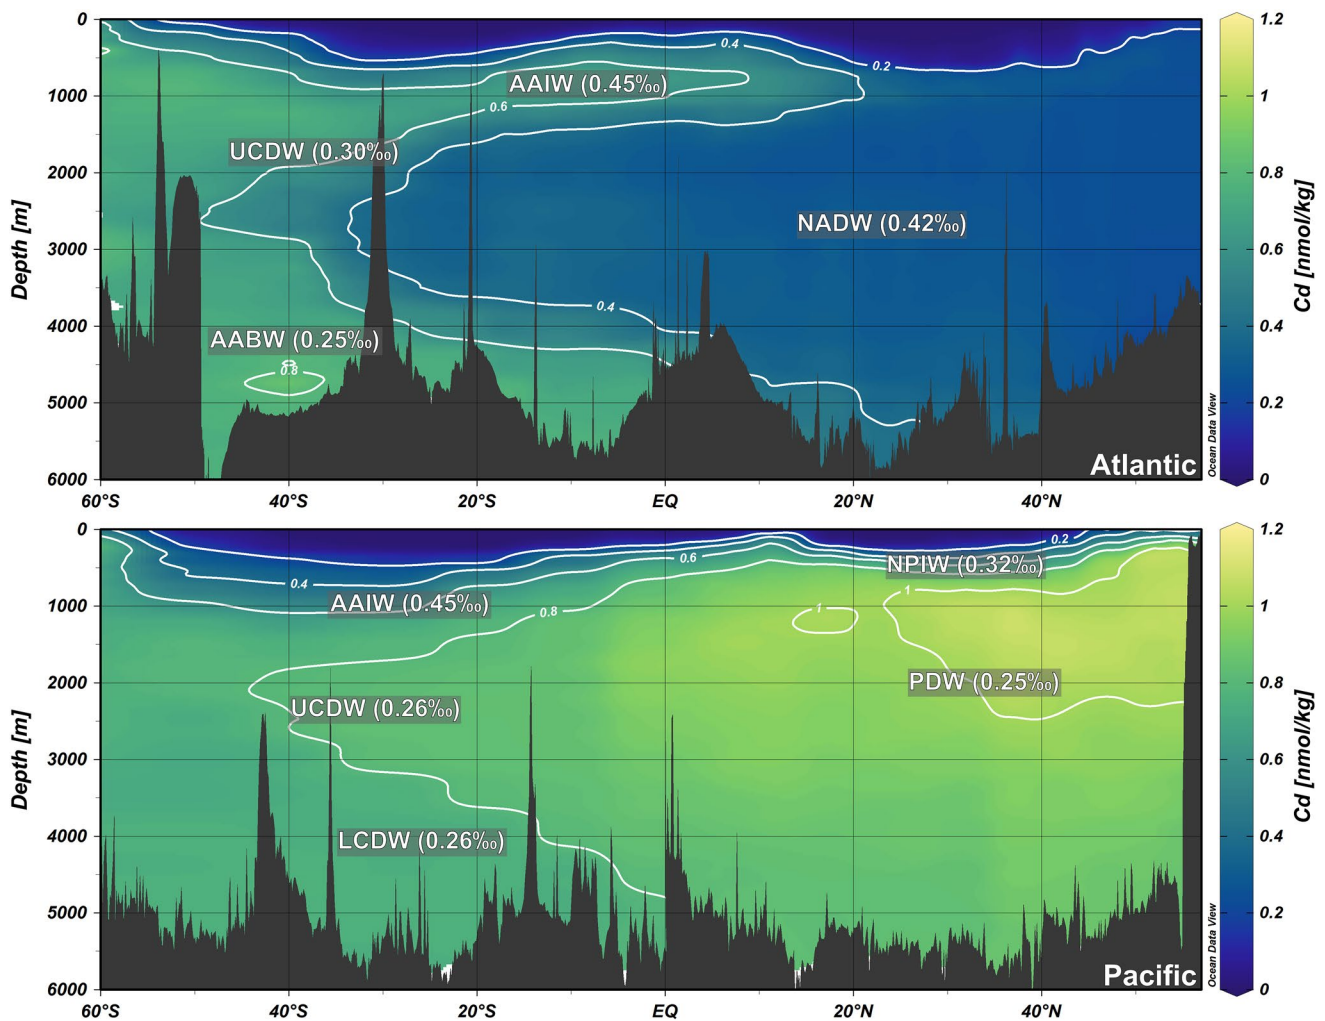 0
1000
2000
3000
4000
5000
6000
Depth [m]
60°S
40°S
20°S
EQ
20°N
40°N
0.4
0.2
AAIW (0.45‰)
0.6
UCDW (0.30‰)
NADW (0.42‰)
0.4
AABW (0.25‰)
0.8
Atlantic
Ocean Data View
1.2
1
0.8
0.6
0.4
0.2
0
Cd [nmol/kg]
0
1000
2000
3000
4000
5000
6000
Depth [m]
60°S
40°S
20°S
EQ
20°N
40°N
0.2
0.6
NPIW (0.32‰)
0.4
1
AAIW (0.45‰)
0.8
1
PDW (0.25‰)
UCDW (0.26‰)
LCDW (0.26‰)
Pacific
Ocean Data View
1.2
1
0.8
0.6
0.4
0.2
0
Cd [nmol/kg]